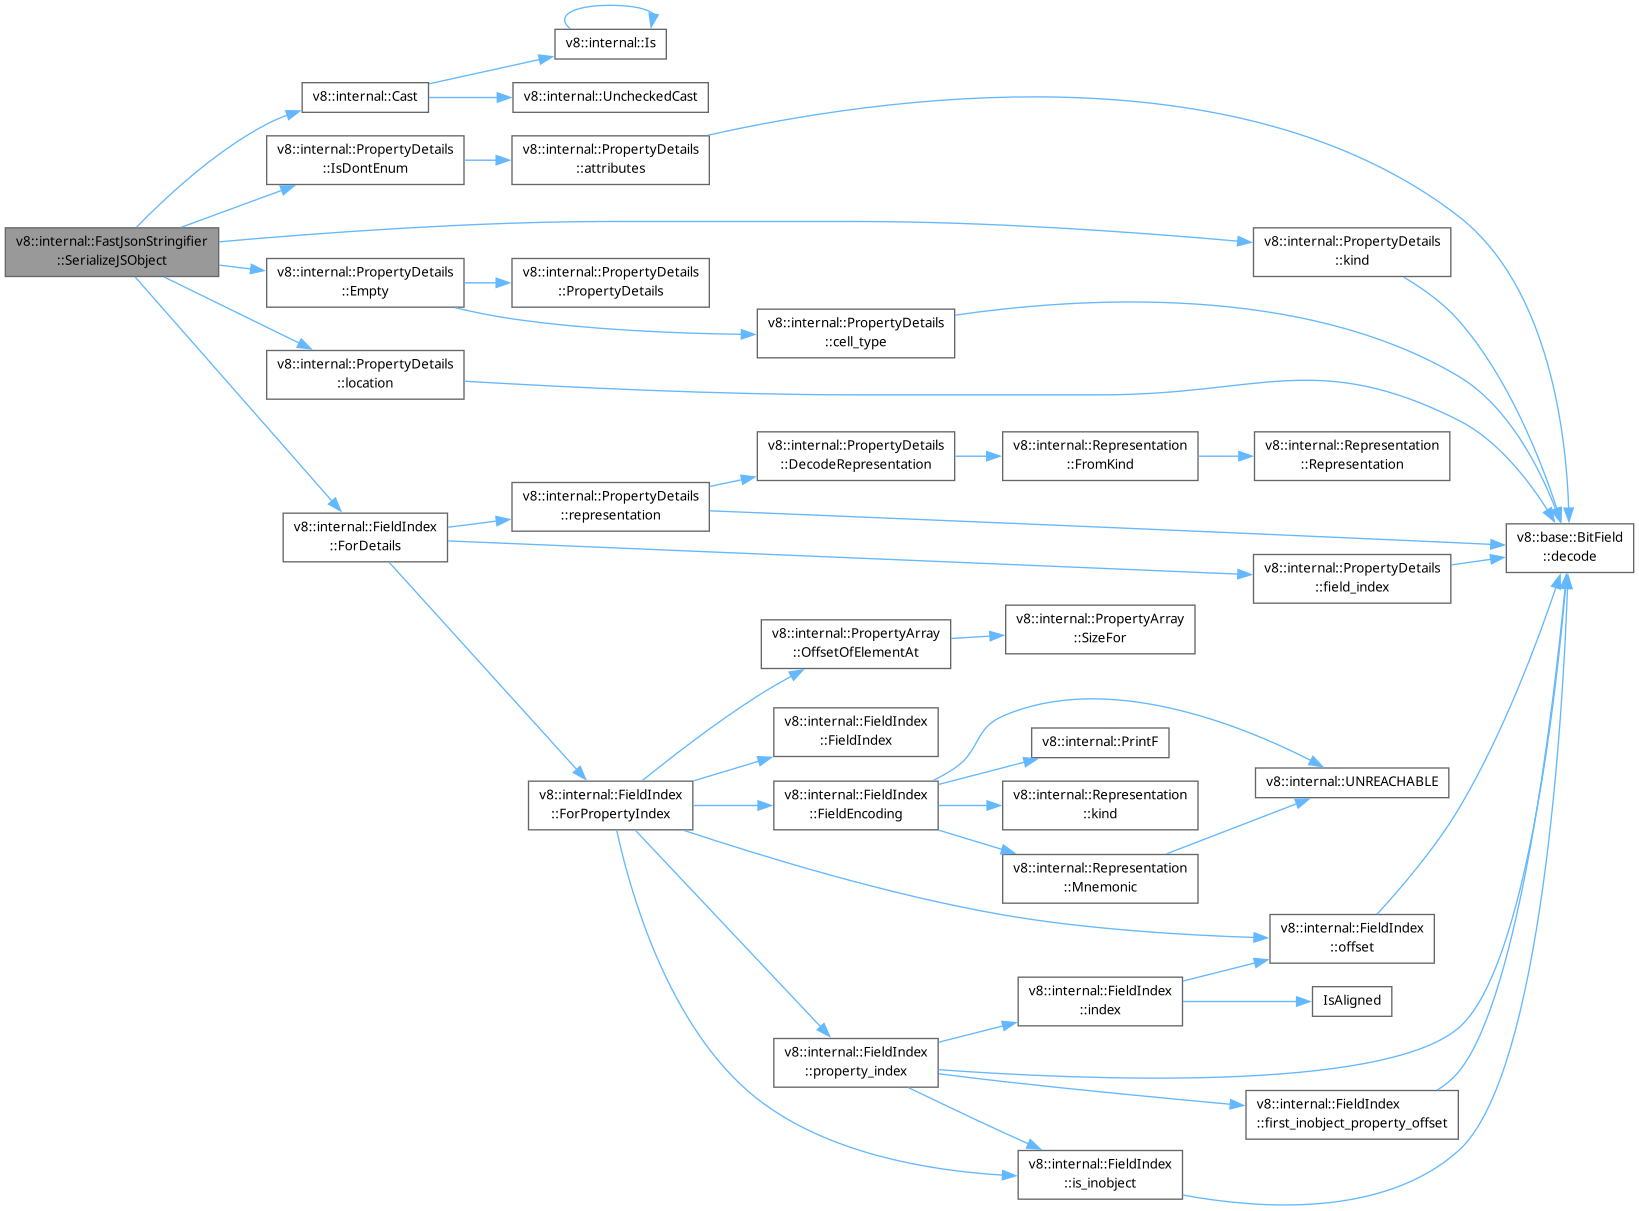 v8::internal::Is
v8::internal::Cast
v8::internal::UncheckedCast
v8::internal::PropertyDetails
::IsDontEnum
v8::internal::PropertyDetails
::attributes
v8::internal::FastJsonStringifier
::SerializeJSObject
v8::internal::PropertyDetails
::kind
v8::internal::PropertyDetails
::Empty
v8::internal::PropertyDetails
::PropertyDetails
v8::internal::PropertyDetails
::cell_type
v8::internal::PropertyDetails
::location
v8::internal::PropertyDetails
::DecodeRepresentation
v8::internal::Representation
::FromKind
v8::internal::Representation
::Representation
v8::internal::PropertyDetails
::representation
v8::internal::FieldIndex
::ForDetails
v8::base::BitField
::decode
v8::internal::PropertyDetails
::field_index
v8::internal::PropertyArray
::SizeFor
v8::internal::PropertyArray
::OffsetOfElementAt
v8::internal::FieldIndex
::FieldIndex
v8::internal::PrintF
v8::internal::UNREACHABLE
v8::internal::FieldIndex
::ForPropertyIndex
v8::internal::FieldIndex
::FieldEncoding
v8::internal::Representation
::kind
v8::internal::Representation
::Mnemonic
v8::internal::FieldIndex
::offset
v8::internal::FieldIndex
::index
IsAligned
v8::internal::FieldIndex
::property_index
v8::internal::FieldIndex
::first_inobject_property_offset
v8::internal::FieldIndex
::is_inobject